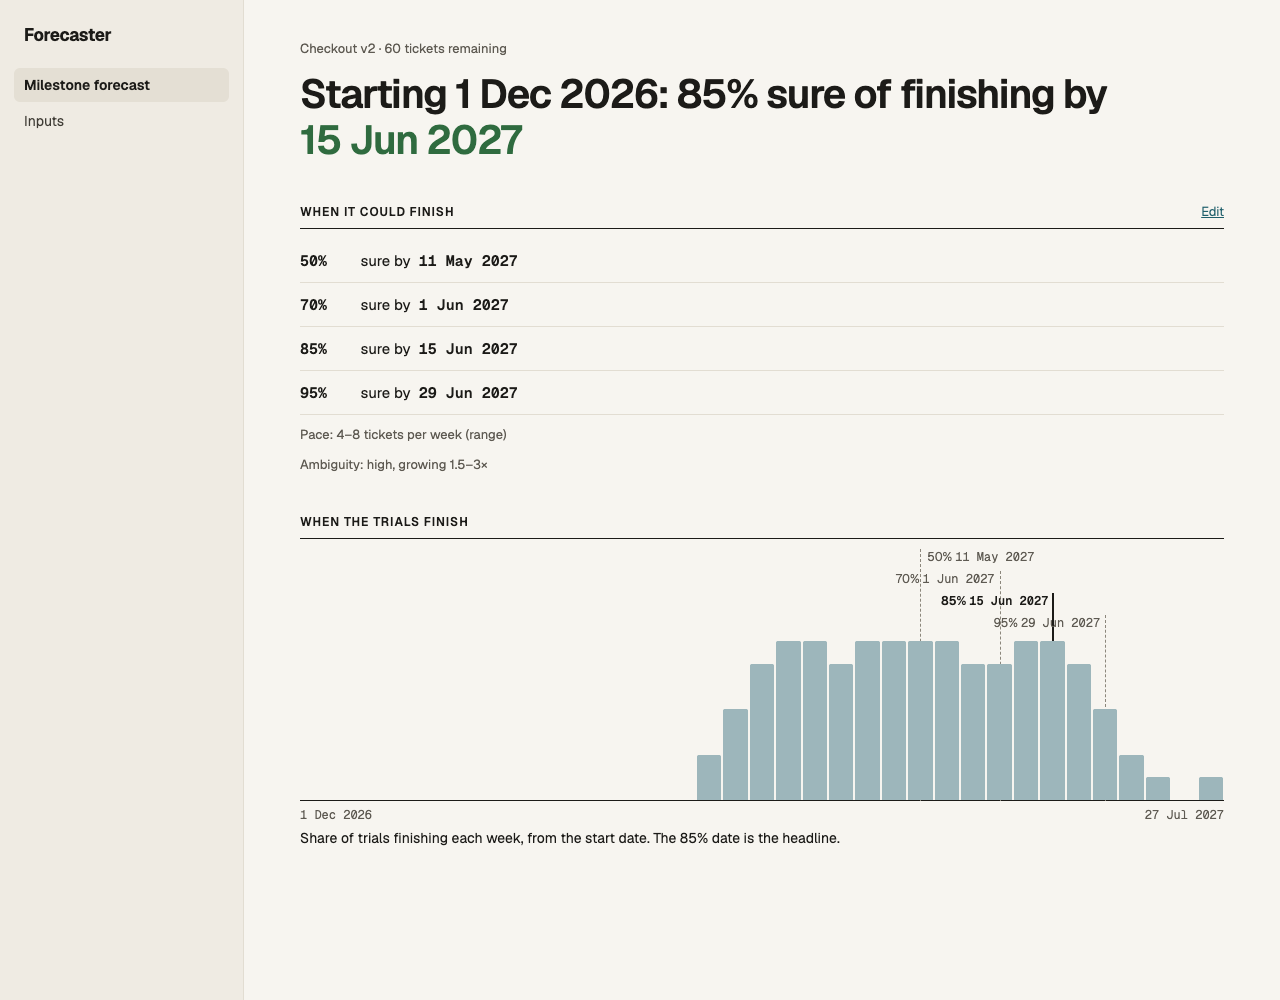 Forecaster
Milestone forecast
Inputs
Checkout v2 · 60 tickets remaining
Starting 1 Dec 2026: 85% sure of finishing by
15 Jun 2027
WHEN IT COULD FINISH
Edit
50% sure by 11 May 2027
70% sure by 1 Jun 2027
85% sure by 15 Jun 2027
95% sure by 29 Jun 2027
Pace: 4–8 tickets per week (range)
Ambiguity: high, growing 1.5–3×
WHEN THE TRIALS FINISH
50% 11 May 2027
70% 1 Jun 2027
85% 15 Jun 2027
95% 29 Jun 2027
1 Dec 2026
27 Jul 2027
Share of trials finishing each week, from the start date. The 85% date is the headline.